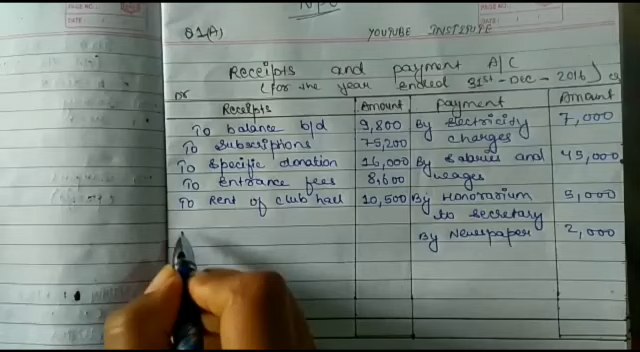 NPO
Q1(A) YOUTUBE INSTITUTE
Receipts and payment A/C
(for the year ended 31st-Dec-2016)
Dr Cr
Receipts Amount Payment Amount
To balance b/d 9,800 By Electricity 7,000
To subscriptions 75,200 charges
To Specific donation 16,000 By Salaries and 45,000
To Entrance fees 8,600 wages
To Rent of club hall 10,500 By Honorarium 5,000
to secretary
By Newspaper 2,000